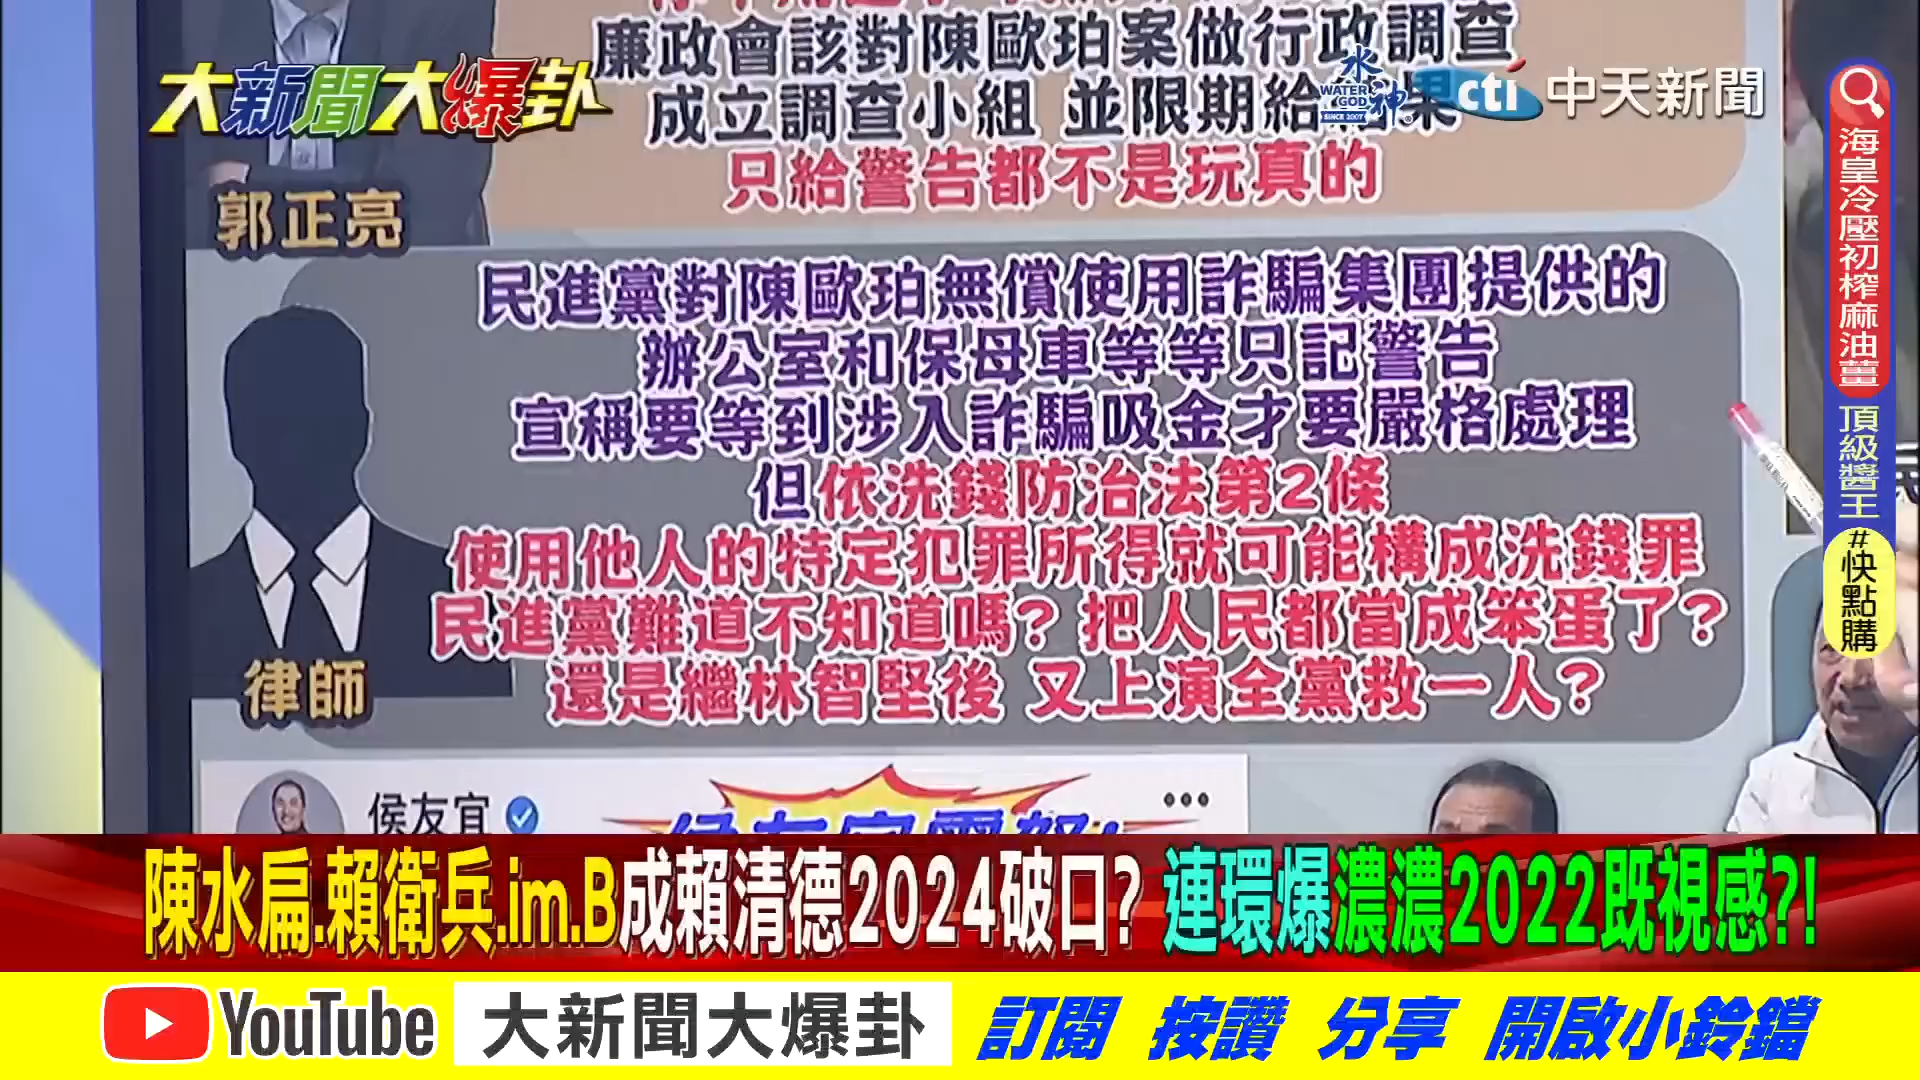 廉政會該對陳歐珀案做行政調查
成立調查小組 並限期給結果
只給警告都不是玩真的
郭正亮
大新聞大爆卦
水神
WATER GOD
SINCE 2007
cti 中天新聞
海皇冷壓初榨麻油薑
頂級醬王
#快點購
民進黨對陳歐珀無償使用詐騙集團提供的
辦公室和保母車等等只記警告
宣稱要等到涉入詐騙吸金才要嚴格處理
但依洗錢防治法第2條
使用他人的特定犯罪所得就可能構成洗錢罪
民進黨難道不知道嗎? 把人民都當成笨蛋了?
還是繼林智堅後 又上演全黨救一人?
律師
侯友宜
陳水扁.賴衛兵.im.B成賴清德2024破口? 連環爆濃濃2022既視感?!
YouTube 大新聞大爆卦 訂閱 按讚 分享 開啟小鈴鐺